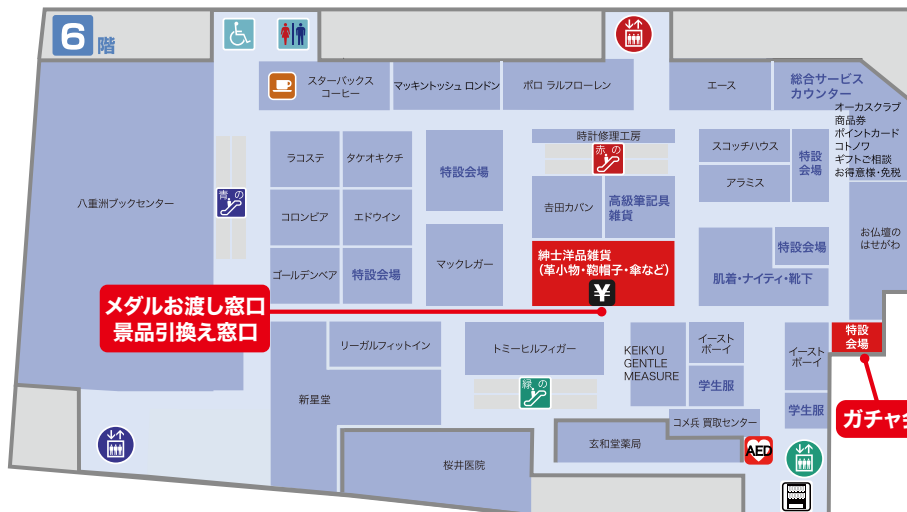 6階
スターバックス
コーヒー
マッキントッシュ ロンドン
ポロ ラルフローレン
エース
総合サービス
カウンター
オーカスクラブ
商品券
ポイントカード
コトノワ
ギフトご相談
お得意様・免税
時計修理工房
赤の
ラコステ
タケオキクチ
特設会場
スコッチハウス
特設
会場
アラミス
八重洲ブックセンター
青の
コロンビア
エドウイン
吉田カバン
高級筆記具
雑貨
お仏壇の
はせがわ
ゴールデンベア
特設会場
マックレガー
紳士洋品雑貨
（革小物・鞄帽子・傘など）
¥
特設会場
肌着・ナイティ・靴下
メダルお渡し窓口
景品引換え窓口
リーガルフィットイン
トミーヒルフィガー
KEIKYU
GENTLE
MEASURE
イースト
ボーイ
イースト
ボーイ
特設
会場
新星堂
緑の
学生服
学生服
コメ兵 買取センター
玄和堂薬局
AED
桜井医院